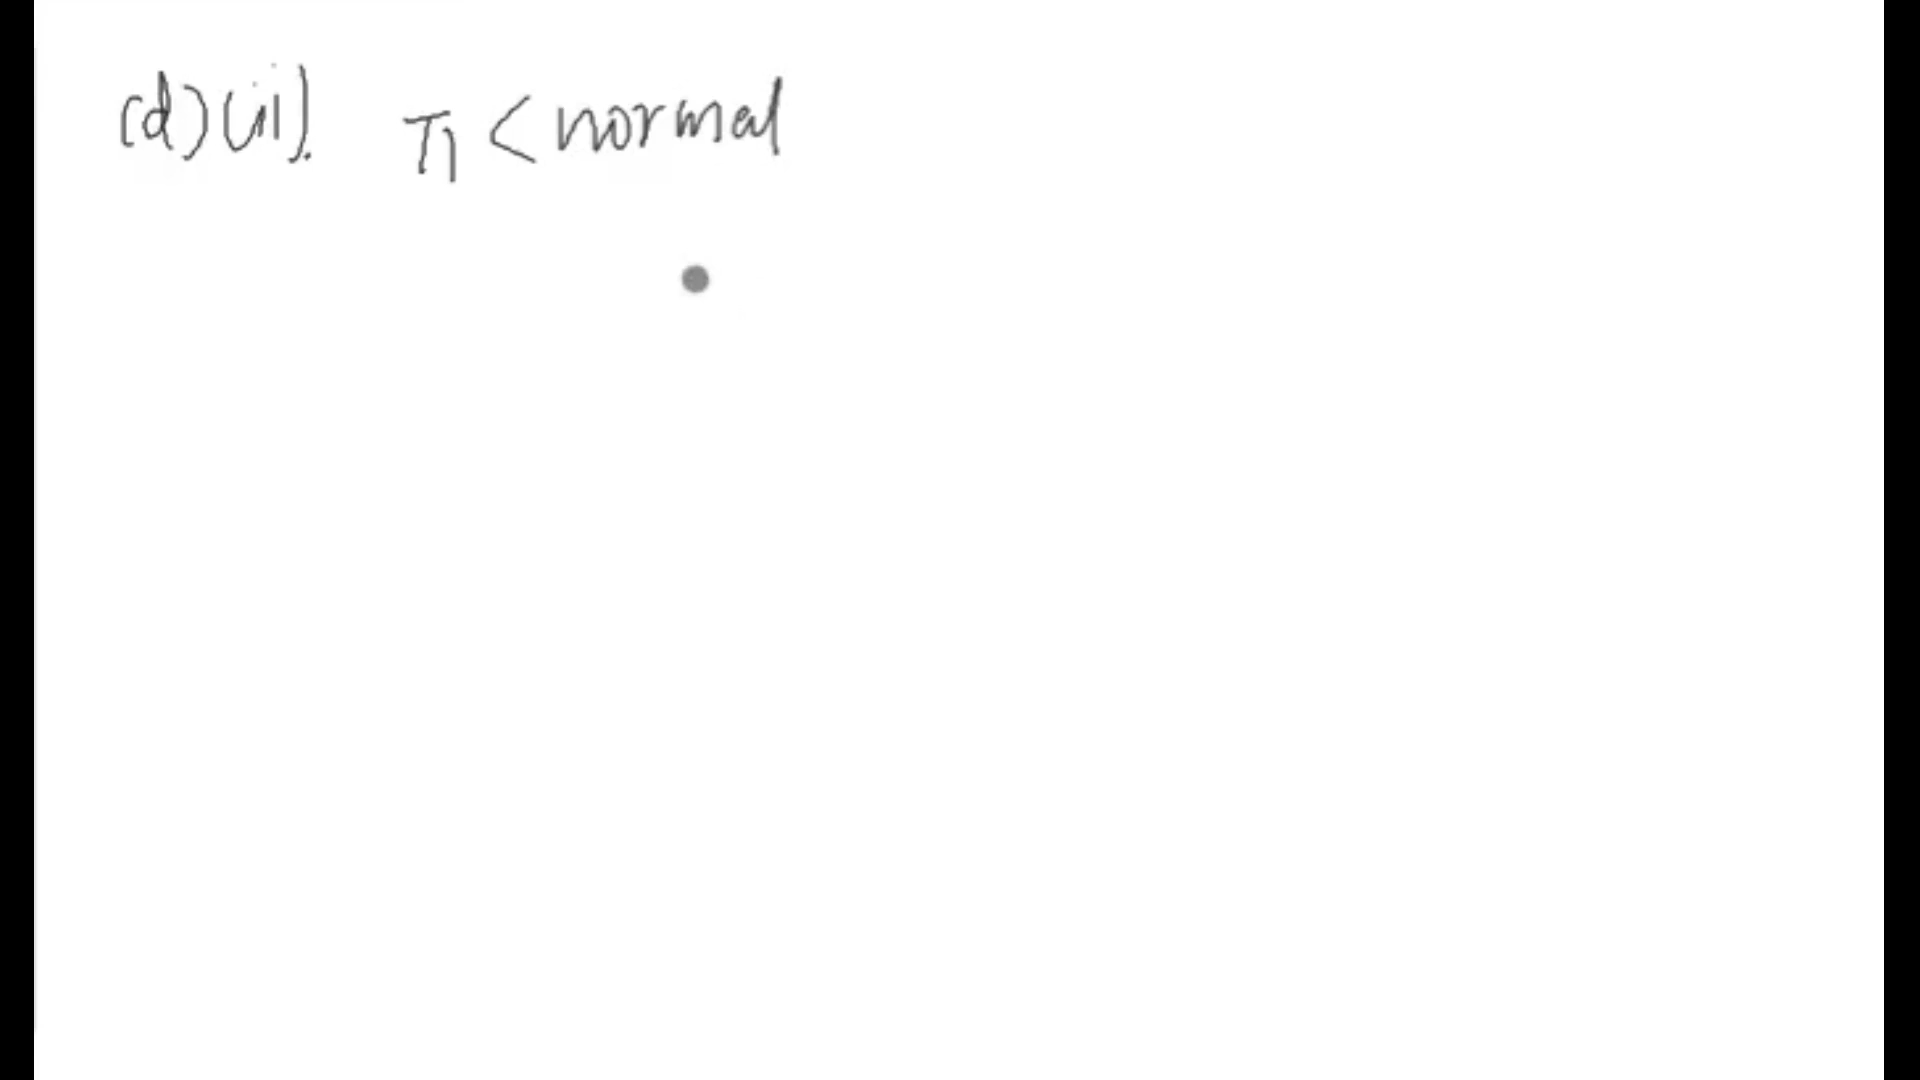 (d)(ii). T1 < normal